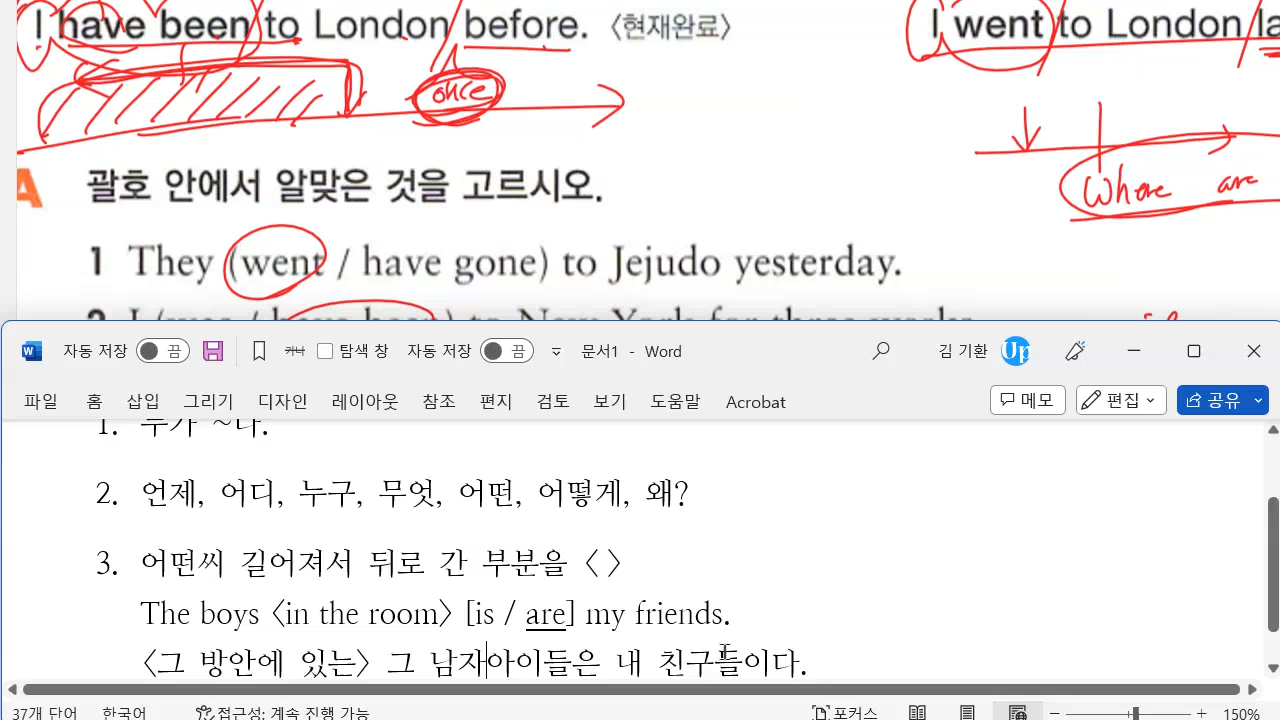 I have been to London before. 〈현재완료〉 I went to London la
once
Where are
A 괄호 안에서 알맞은 것을 고르시오.
1 They (went / have gone) to Jejudo yesterday.
자동 저장 끔 가나 탐색 창 자동 저장 끔 문서1 - Word 김 기환 Up
파일 홈 삽입 그리기 디자인 레이아웃 참조 편지 검토 보기 도움말 Acrobat 메모 편집 공유
1. 누가 ~다.
2. 언제, 어디, 누구, 무엇, 어떤, 어떻게, 왜?
3. 어떤씨 길어져서 뒤로 간 부분을 〈 〉
The boys 〈in the room〉 [is / are] my friends.
〈그 방안에 있는〉 그 남자아이들은 내 친구들이다.
37개 단어 한국어 접근성: 계속 진행 가능 포커스 150%